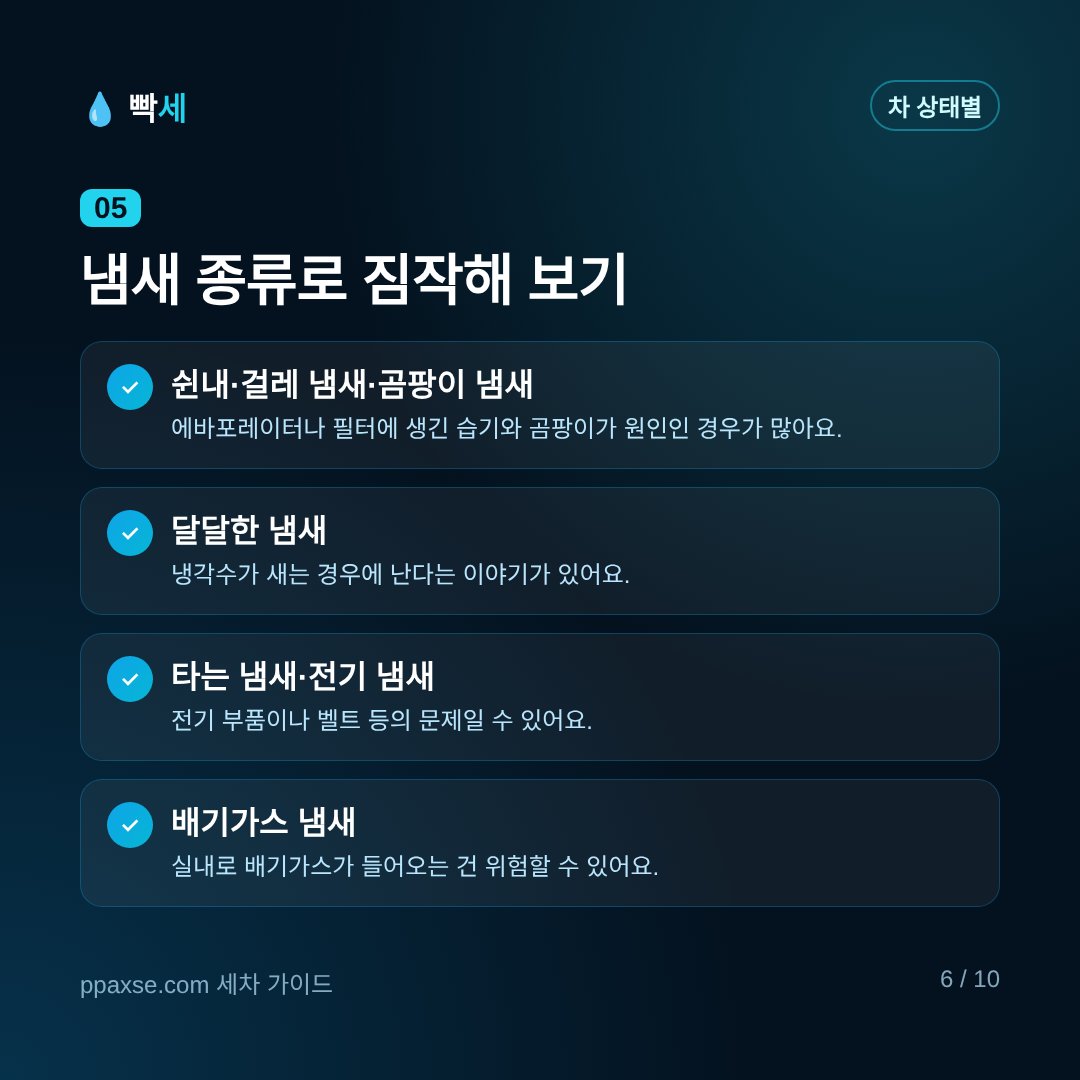 빡세
차 상태별
05
냄새 종류로 짐작해 보기
쉰내·걸레 냄새·곰팡이 냄새
에바포레이터나 필터에 생긴 습기와 곰팡이가 원인인 경우가 많아요.
달달한 냄새
냉각수가 새는 경우에 난다는 이야기가 있어요.
타는 냄새·전기 냄새
전기 부품이나 벨트 등의 문제일 수 있어요.
배기가스 냄새
실내로 배기가스가 들어오는 건 위험할 수 있어요.
ppaxse.com 세차 가이드
6 / 10